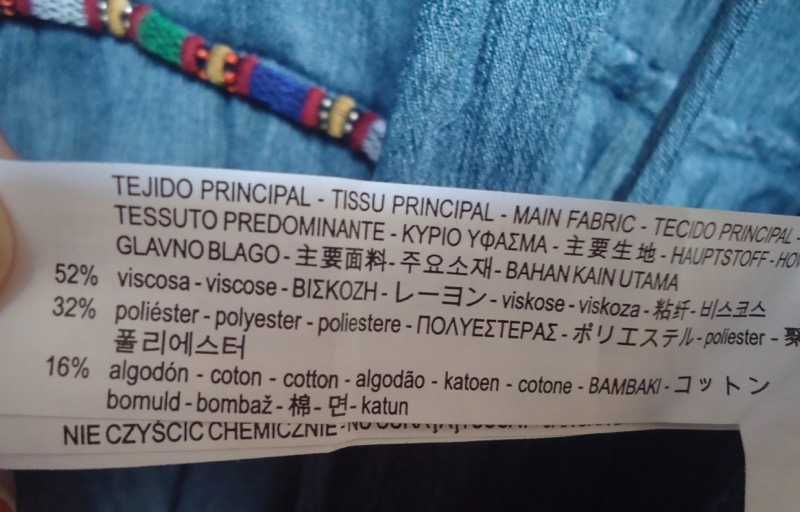 TEJIDO PRINCIPAL - TISSU PRINCIPAL - MAIN FABRIC - TECIDO PRINCIPAL -
TESSUTO PREDOMINANTE - ΚΥΡΙΟ ΥΦΑΣΜΑ - 主要生地 - HAUPTSTOFF -
GLAVNO BLAGO - 主要面料 - 주요소재 - BAHAN KAIN UTAMA
52% viscosa - viscose - ΒΙΣΚΟΖΗ - レーヨン - viskose - viskoza - 粘纤 - 비스코스
32% poliéster - polyester - poliestere - ΠΟΛΥΕΣΤΕΡΑΣ - ポリエステル - poliester - 聚
폴리에스터
16% algodón - coton - cotton - algodão - katoen - cotone - ΒΑΜΒΑΚΙ - コットン
bomuld - bombaž - 棉 - 면 - katun
NIE CZYŚCIC CHEMICZNIE -